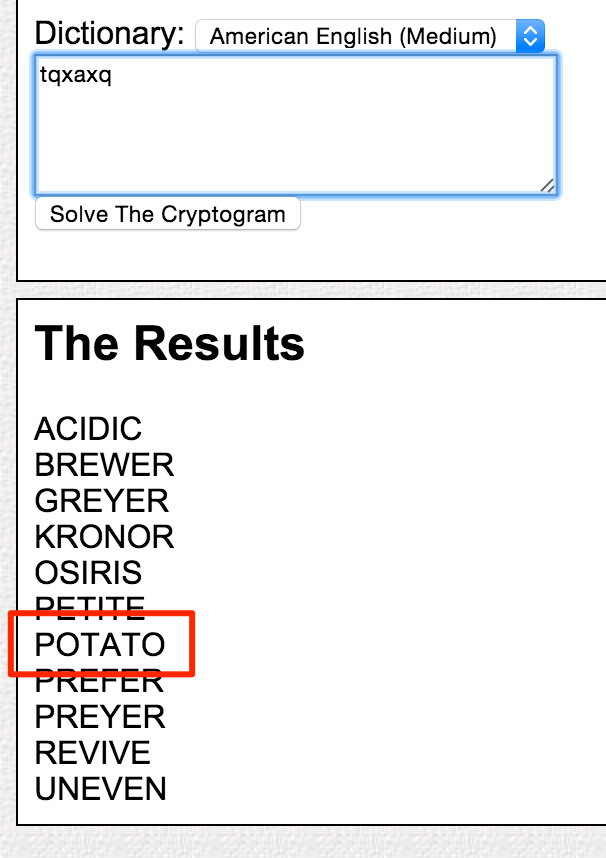 Dictionary: American English (Medium)
tqxaxq
Solve The Cryptogram
The Results
ACIDIC
BREWER
GREYER
KRONOR
OSIRIS
PETITE
POTATO
PREFER
PREYER
REVIVE
UNEVEN